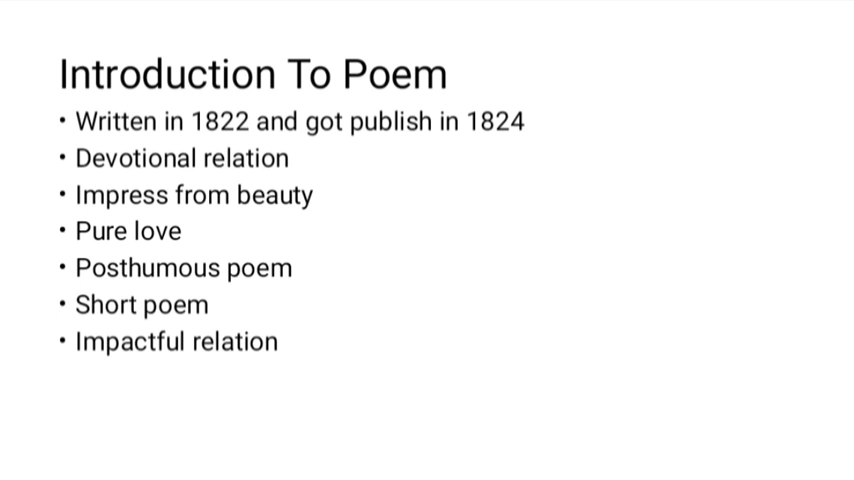 Introduction To Poem
• Written in 1822 and got publish in 1824
• Devotional relation
• Impress from beauty
• Pure love
• Posthumous poem
• Short poem
• Impactful relation